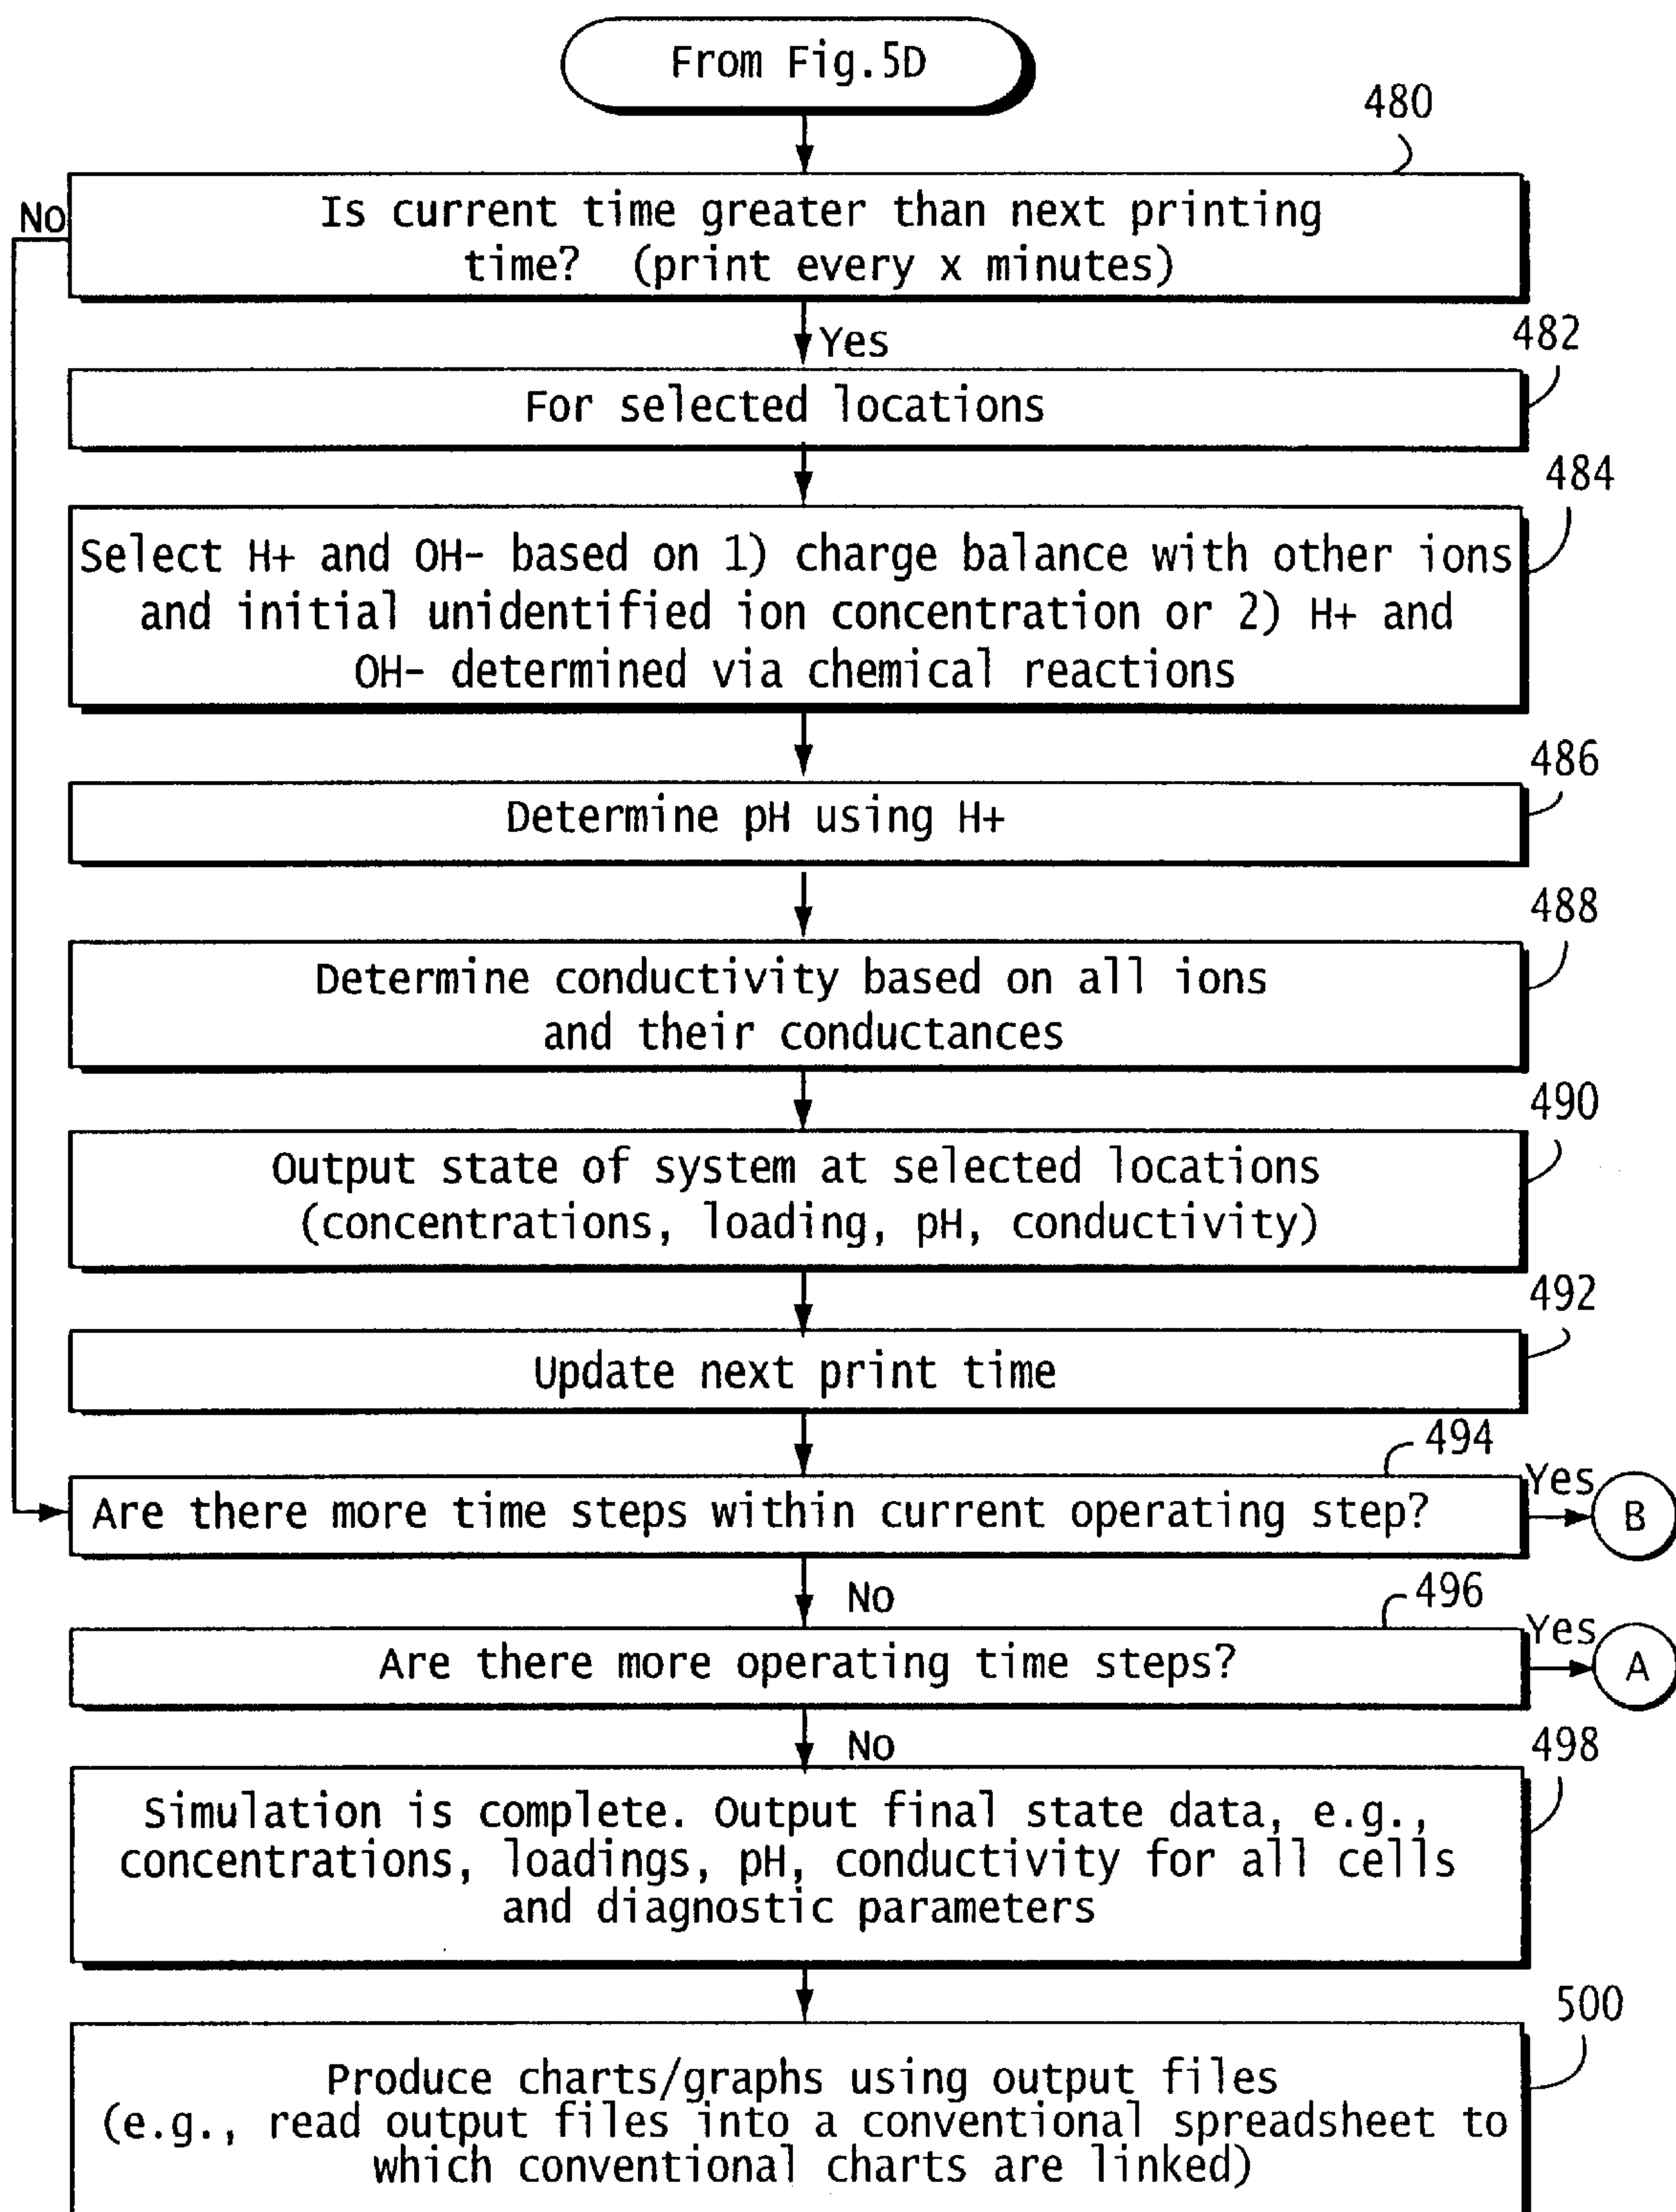 From Fig.5D
480
No
Is current time greater than next printing
time? (print every x minutes)
Yes
482
For selected locations
484
Select H+ and OH- based on 1) charge balance with other ions
and initial unidentified ion concentration or 2) H+ and
OH- determined via chemical reactions
486
Determine pH using H+
488
Determine conductivity based on all ions
and their conductances
490
Output state of system at selected locations
(concentrations, loading, pH, conductivity)
492
Update next print time
494
Are there more time steps within current operating step?
Yes
B
No
496
Are there more operating time steps?
Yes
A
No
498
Simulation is complete. Output final state data, e.g.,
concentrations, loadings, pH, conductivity for all cells
and diagnostic parameters
500
Produce charts/graphs using output files
(e.g., read output files into a conventional spreadsheet to
which conventional charts are linked)